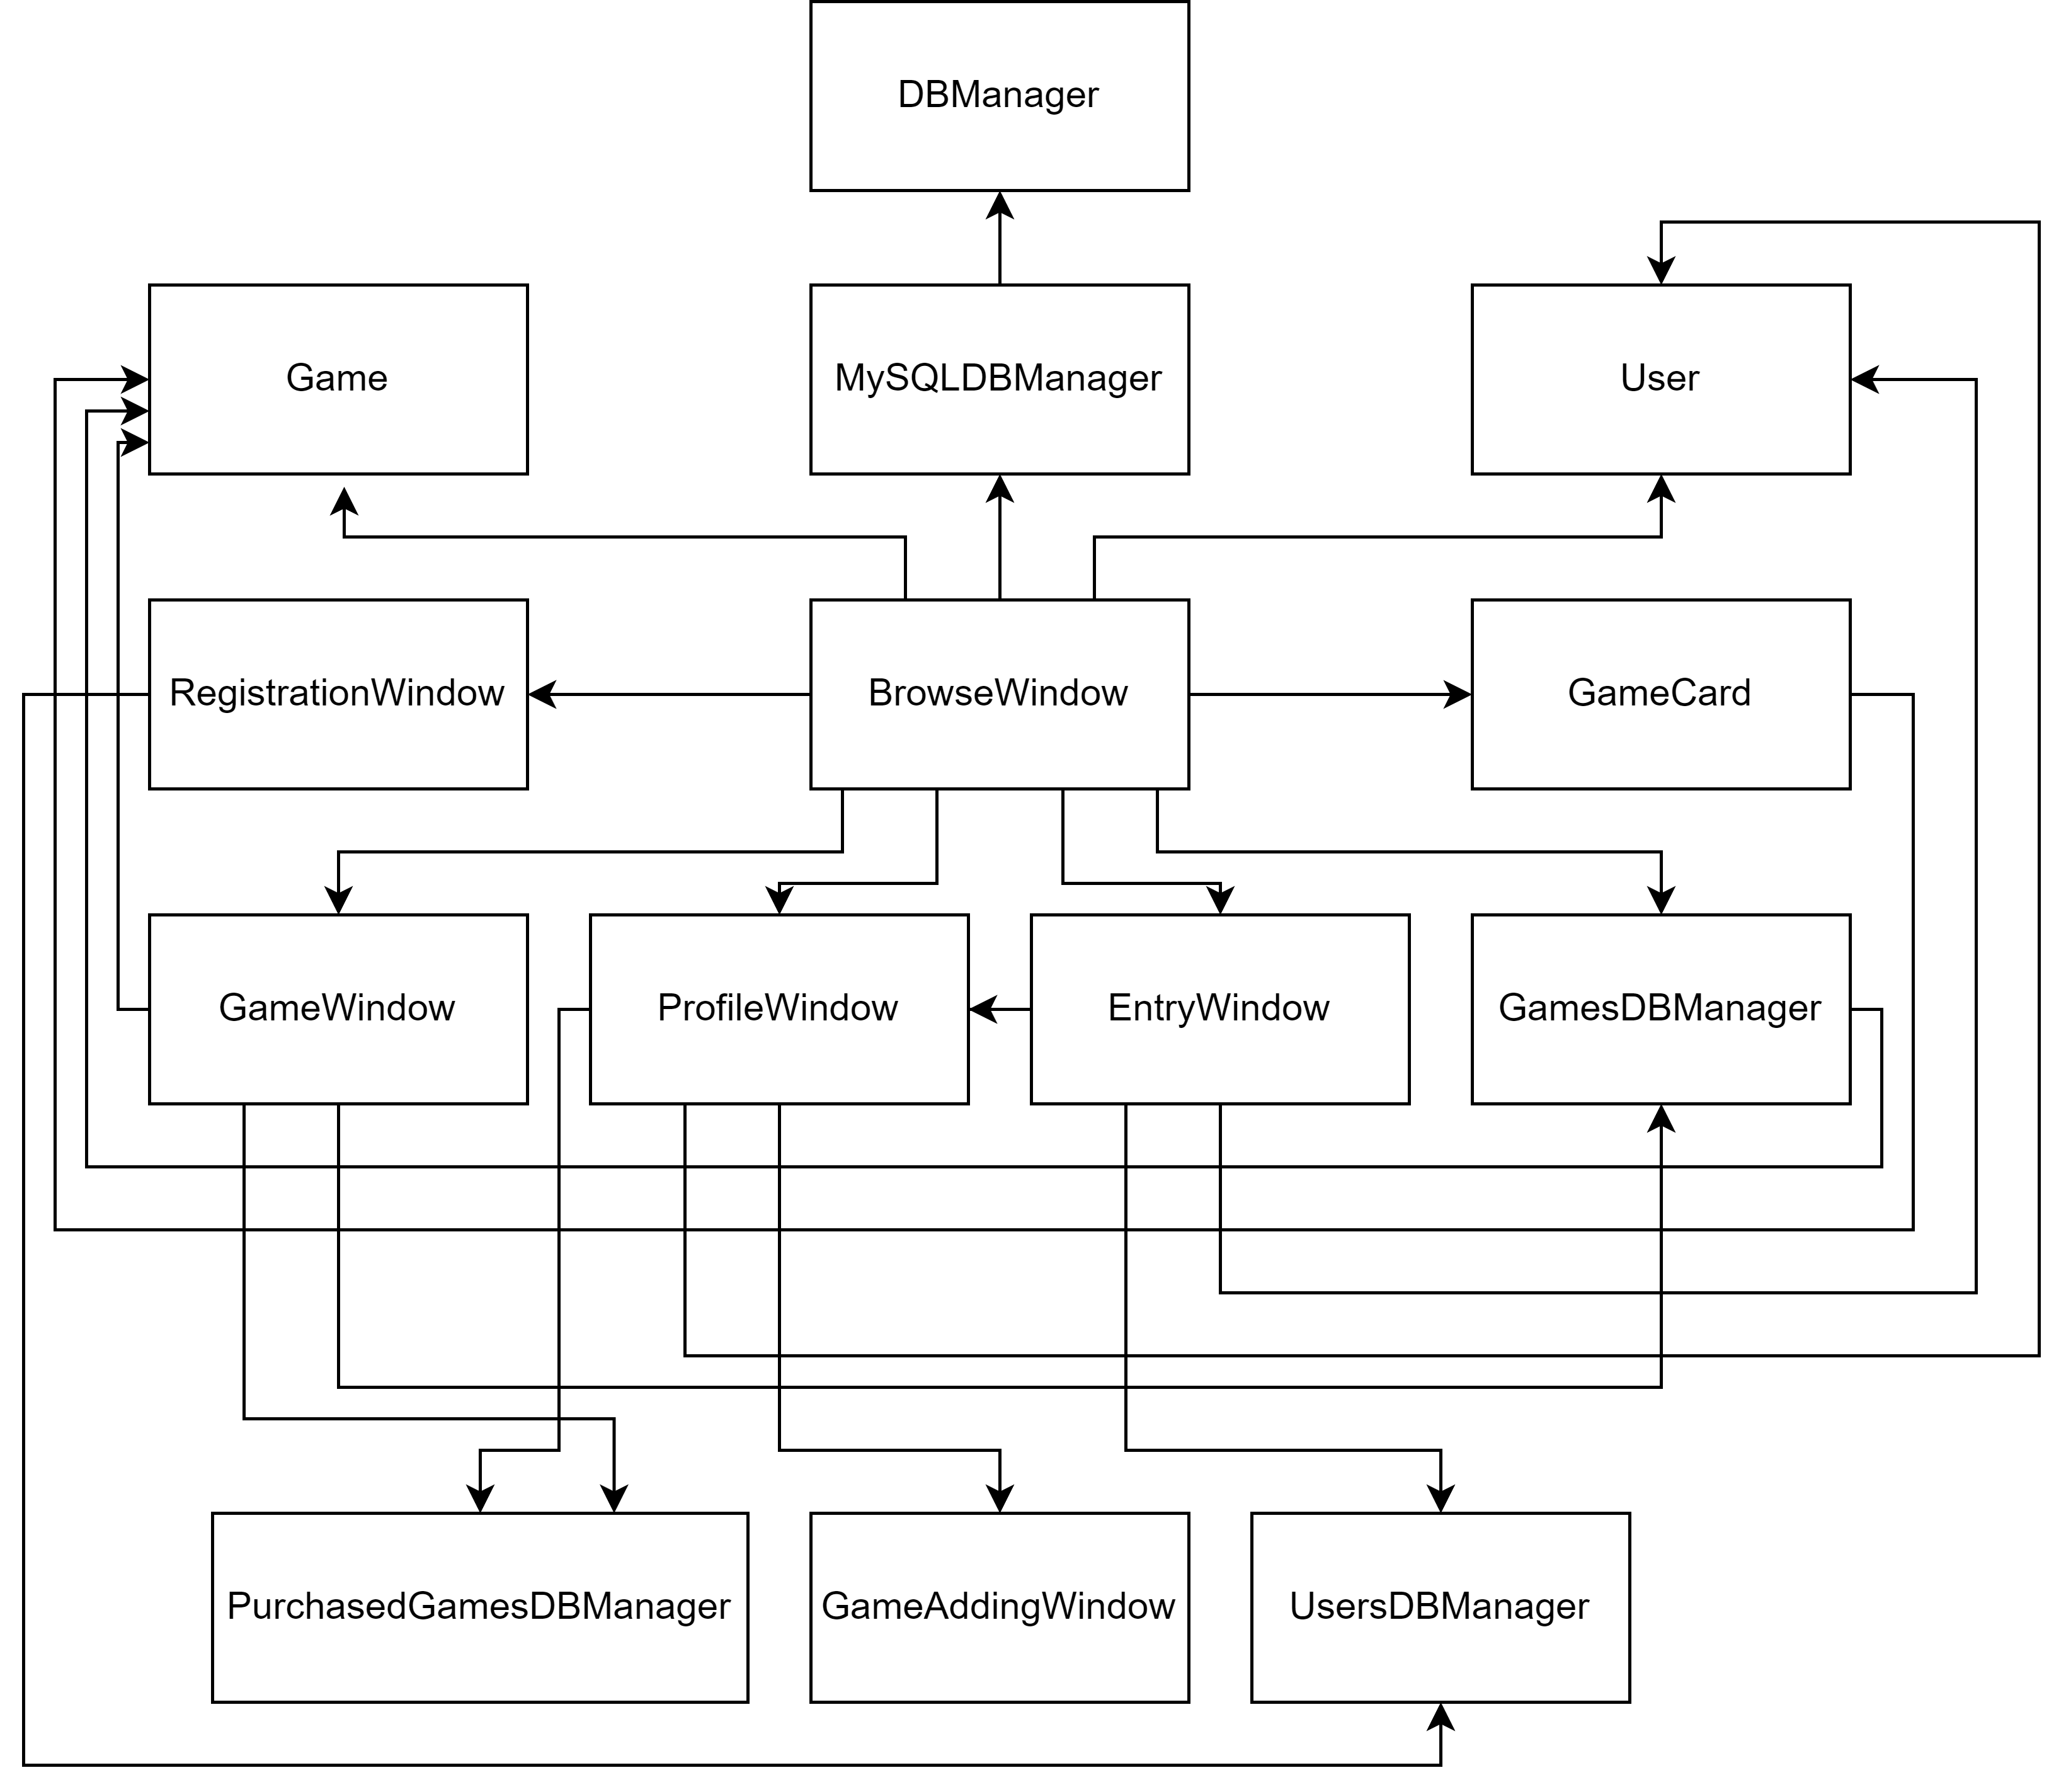 DBManager
Game
MySQLDBManager
User
RegistrationWindow
BrowseWindow
GameCard
GameWindow
ProfileWindow
EntryWindow
GamesDBManager
PurchasedGamesDBManager
GameAddingWindow
UsersDBManager